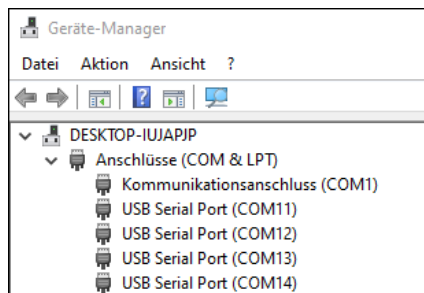 Geräte-Manager
Datei Aktion Ansicht ?
DESKTOP-IUJAPJP
Anschlüsse (COM & LPT)
Kommunikationsanschluss (COM1)
USB Serial Port (COM11)
USB Serial Port (COM12)
USB Serial Port (COM13)
USB Serial Port (COM14)